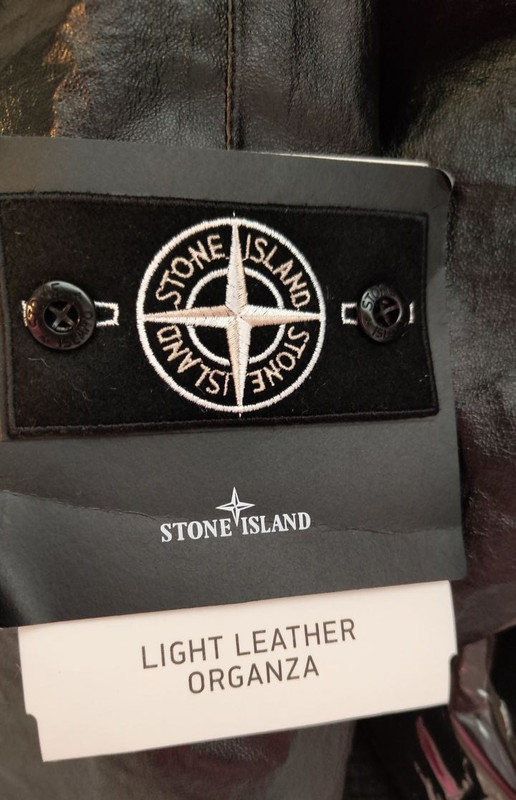 STONE ISLAND
STONE ISLAND
STONE ISLAND
LIGHT LEATHER
ORGANZA